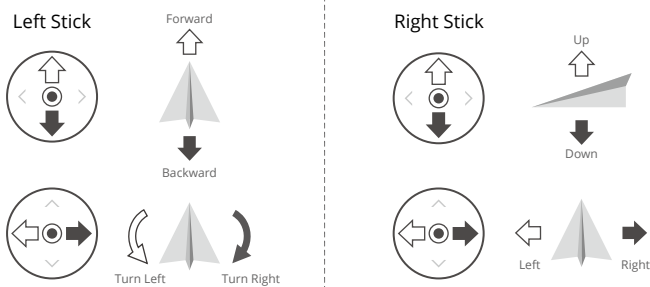 Left Stick
Forward
Backward
Turn Left
Turn Right
Right Stick
Up
Down
Left
Right